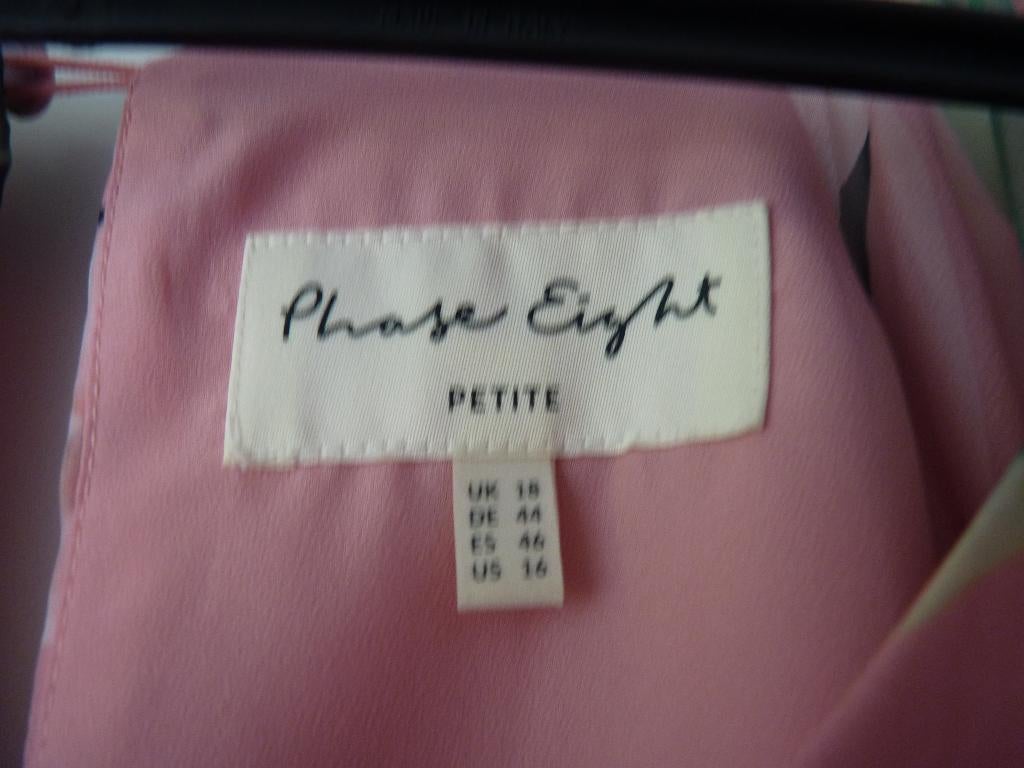 Phase Eight
PETITE
UK 18
DE 44
ES 46
US 16